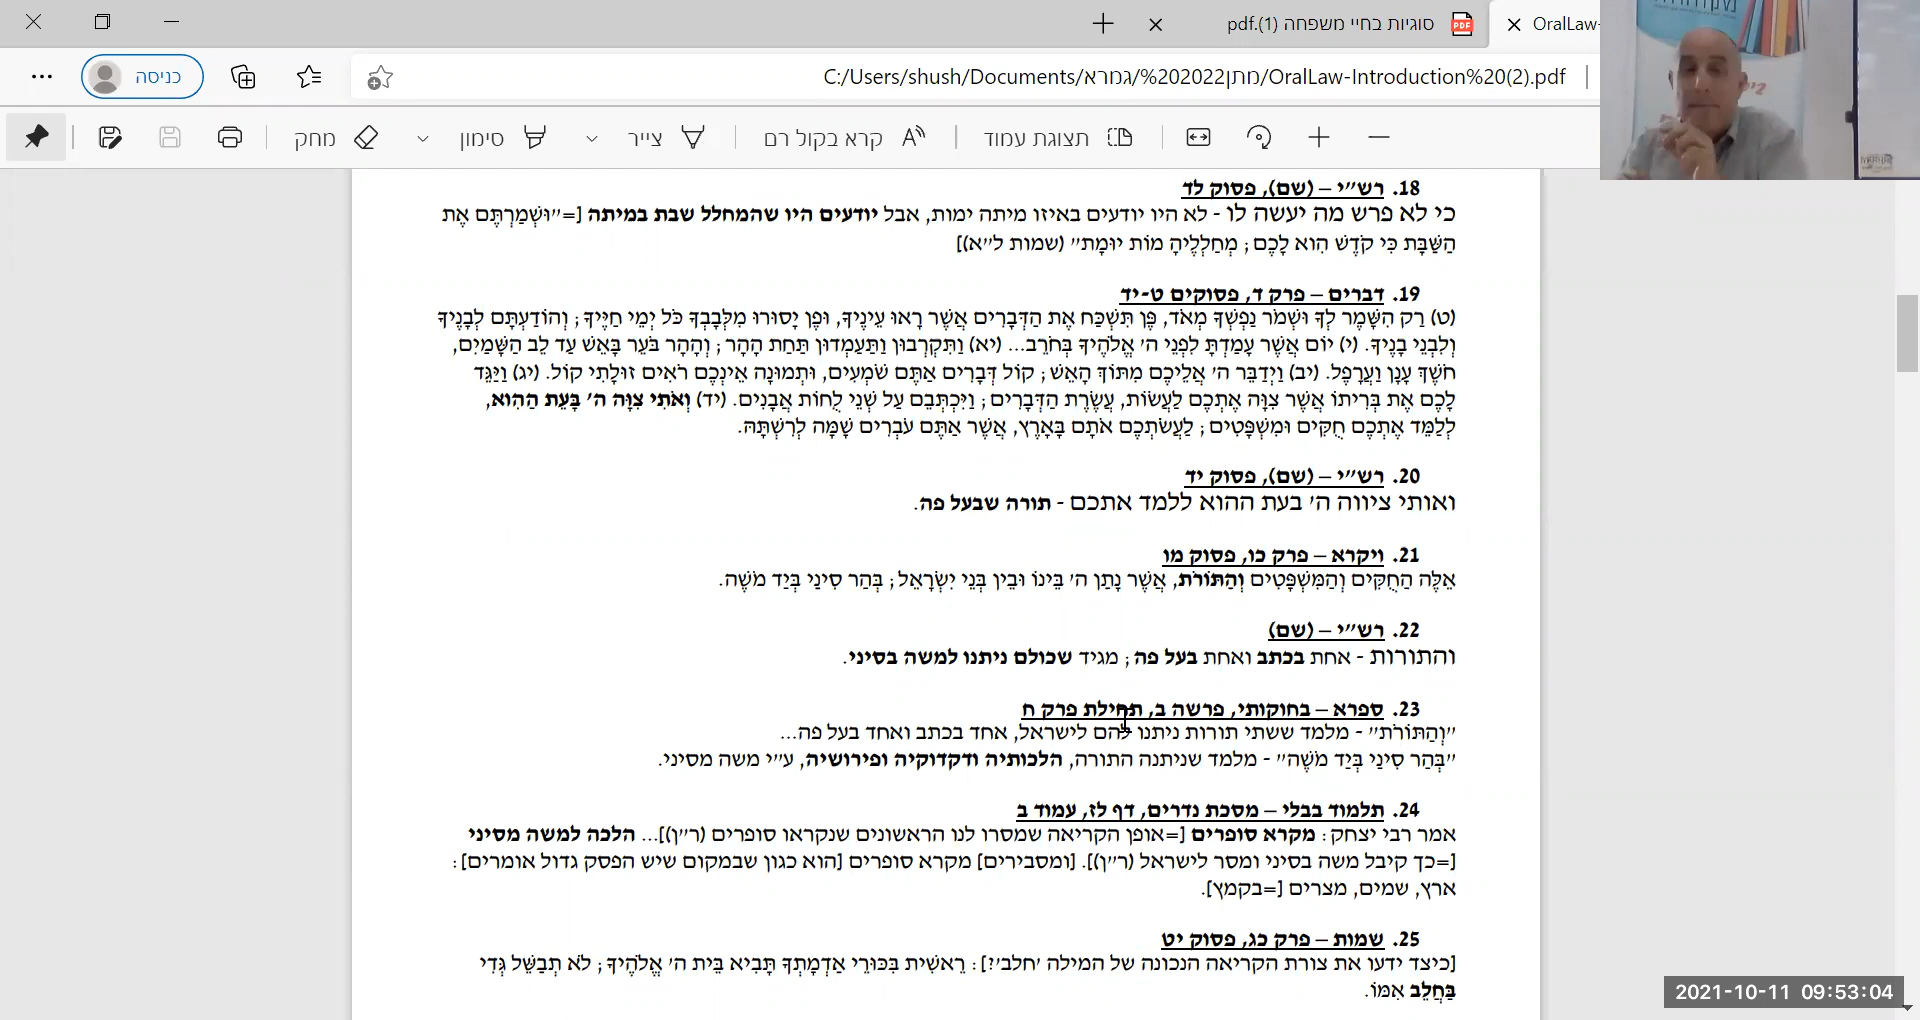 OralLaw-
סוגיות בחיי משפחה (1).pdf
כניסה
C:/Users/shush/Documents/גמרא/%202022מתן/OralLaw-Introduction%20(2).pdf
תצוגת עמוד
קרא בקול רם
צייר
סימון
מחק
18. רש״י – (שם), פסוק לד
כי לא פרש מה יעשה לו - לא היו יודעים באיזו מיתה ימות, אבל יודעים היו שהמחלל שבת במיתה [=״וּשְׁמַרְתֶּם אֶת
הַשַּׁבָּת כִּי קֹדֶשׁ הִוא לָכֶם; מְחַלְלֶיהָ מוֹת יוּמָת״ (שמות ל״א)]
19. דברים – פרק ד, פסוקים ט-יד
(ט) רַק הִשָּׁמֶר לְךָ וּשְׁמֹר נַפְשְׁךָ מְאֹד, פֶּן תִּשְׁכַּח אֶת הַדְּבָרִים אֲשֶׁר רָאוּ עֵינֶיךָ, וּפֶן יָסוּרוּ מִלְּבָבְךָ כֹּל יְמֵי חַיֶּיךָ; וְהוֹדַעְתָּם לְבָנֶיךָ
וְלִבְנֵי בָנֶיךָ. (י) יוֹם אֲשֶׁר עָמַדְתָּ לִפְנֵי ה׳ אֱלֹהֶיךָ בְּחֹרֵב... (יא) וַתִּקְרְבוּן וַתַּעַמְדוּן תַּחַת הָהָר; וְהָהָר בֹּעֵר בָּאֵשׁ עַד לֵב הַשָּׁמַיִם,
חֹשֶׁךְ עָנָן וַעֲרָפֶל. (יב) וַיְדַבֵּר ה׳ אֲלֵיכֶם מִתּוֹךְ הָאֵשׁ; קוֹל דְּבָרִים אַתֶּם שֹׁמְעִים, וּתְמוּנָה אֵינְכֶם רֹאִים זוּלָתִי קוֹל. (יג) וַיַּגֵּד
לָכֶם אֶת בְּרִיתוֹ אֲשֶׁר צִוָּה אֶתְכֶם לַעֲשׂוֹת, עֲשֶׂרֶת הַדְּבָרִים; וַיִּכְתְּבֵם עַל שְׁנֵי לֻחוֹת אֲבָנִים. (יד) וְאֹתִי צִוָּה ה׳ בָּעֵת הַהִוא,
לְלַמֵּד אֶתְכֶם חֻקִּים וּמִשְׁפָּטִים; לַעֲשֹׂתְכֶם אֹתָם בָּאָרֶץ, אֲשֶׁר אַתֶּם עֹבְרִים שָׁמָּה לְרִשְׁתָּהּ.
20. רש״י – (שם), פסוק יד
ואותי ציווה ה׳ בעת ההוא ללמד אתכם - תורה שבעל פה.
21. ויקרא – פרק כו, פסוק מו
אֵלֶּה הַחֻקִּים וְהַמִּשְׁפָּטִים וְהַתּוֹרֹת, אֲשֶׁר נָתַן ה׳ בֵּינוֹ וּבֵין בְּנֵי יִשְׂרָאֵל; בְּהַר סִינַי בְּיַד מֹשֶׁה.
22. רש״י – (שם)
והתורות - אחת בכתב ואחת בעל פה; מגיד שכולם ניתנו למשה בסיני.
23. ספרא – בחוקותי, פרשה ב, תחילת פרק ח
״וְהַתּוֹרֹת״ - מלמד ששתי תורות ניתנו להם לישראל, אחד בכתב ואחד בעל פה...
״בְּהַר סִינַי בְּיַד מֹשֶׁה״ - מלמד שניתנה התורה, הלכותיה ודקדוקיה ופירושיה, ע״י משה מסיני.
24. תלמוד בבלי – מסכת נדרים, דף לז, עמוד ב
אמר רבי יצחק: מקרא סופרים [=אופן הקריאה שמסרו לנו הראשונים שנקראו סופרים (ר״ן)]... הלכה למשה מסיני
[=כך קיבל משה בסיני ומסר לישראל (ר״ן)]. [ומסבירים] מקרא סופרים [הוא כגון שבמקום שיש הפסק גדול אומרים]:
ארץ, שמים, מצרים [=בקמץ].
25. שמות – פרק כג, פסוק יט
[כיצד ידעו את צורת הקריאה הנכונה של המילה ׳חלב׳?]: רֵאשִׁית בִּכּוּרֵי אַדְמָתְךָ תָּבִיא בֵּית ה׳ אֱלֹהֶיךָ; לֹא תְבַשֵּׁל גְּדִי
בַּחֲלֵב אִמּוֹ.
2021-10-11 09:53:04